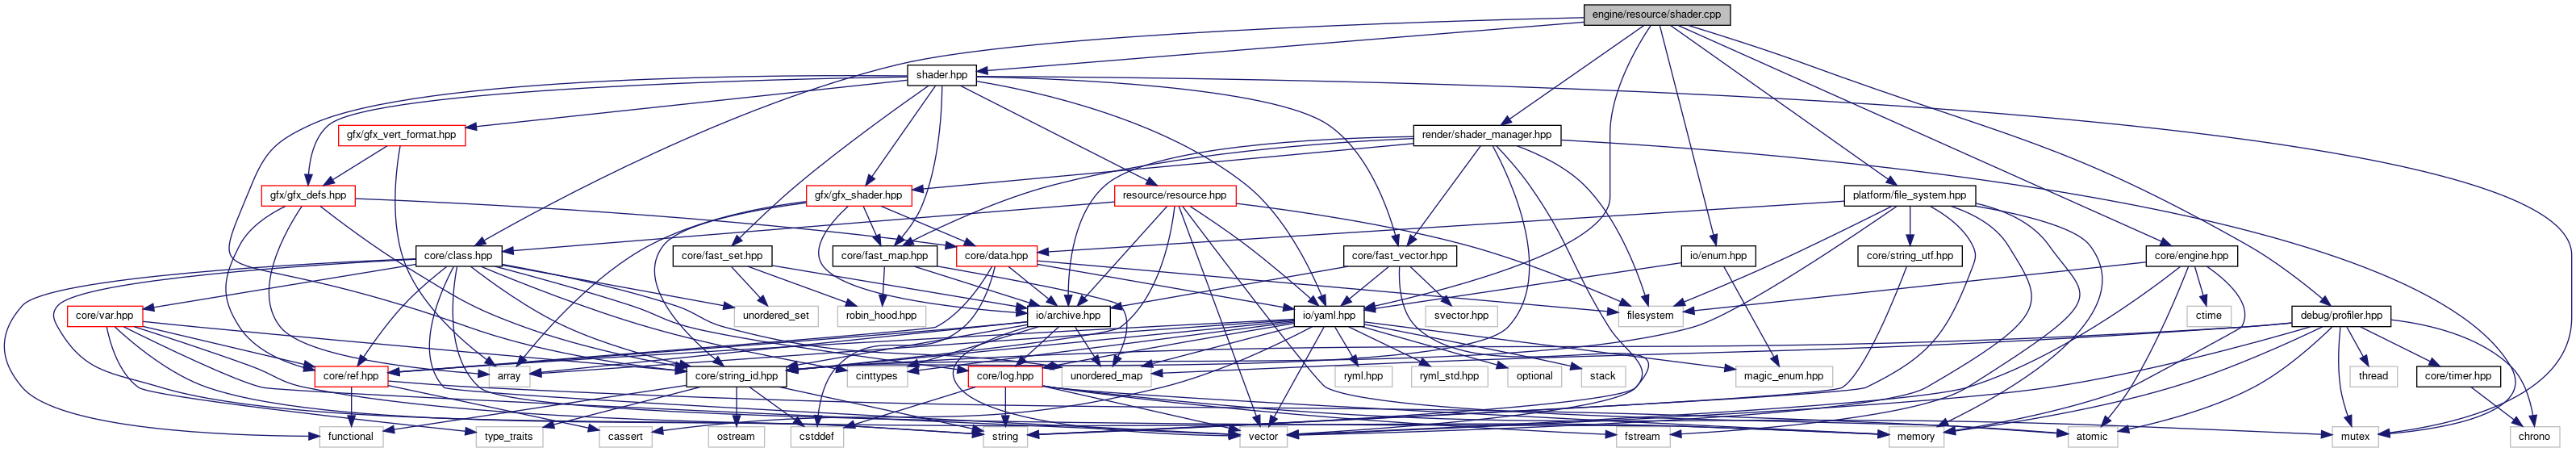 engine/resource/shader.cpp
shader.hpp
gfx/gfx_vert_format.hpp
render/shader_manager.hpp
gfx/gfx_defs.hpp
gfx/gfx_shader.hpp
resource/resource.hpp
platform/file_system.hpp
core/class.hpp
core/fast_set.hpp
core/fast_map.hpp
core/data.hpp
core/fast_vector.hpp
io/enum.hpp
core/string_utf.hpp
core/engine.hpp
core/var.hpp
unordered_set
robin_hood.hpp
io/archive.hpp
io/yaml.hpp
svector.hpp
filesystem
ctime
debug/profiler.hpp
core/ref.hpp
array
core/string_id.hpp
cinttypes
core/log.hpp
unordered_map
ryml.hpp
ryml_std.hpp
optional
stack
magic_enum.hpp
thread
core/timer.hpp
functional
type_traits
cassert
ostream
cstddef
string
vector
fstream
memory
atomic
mutex
chrono